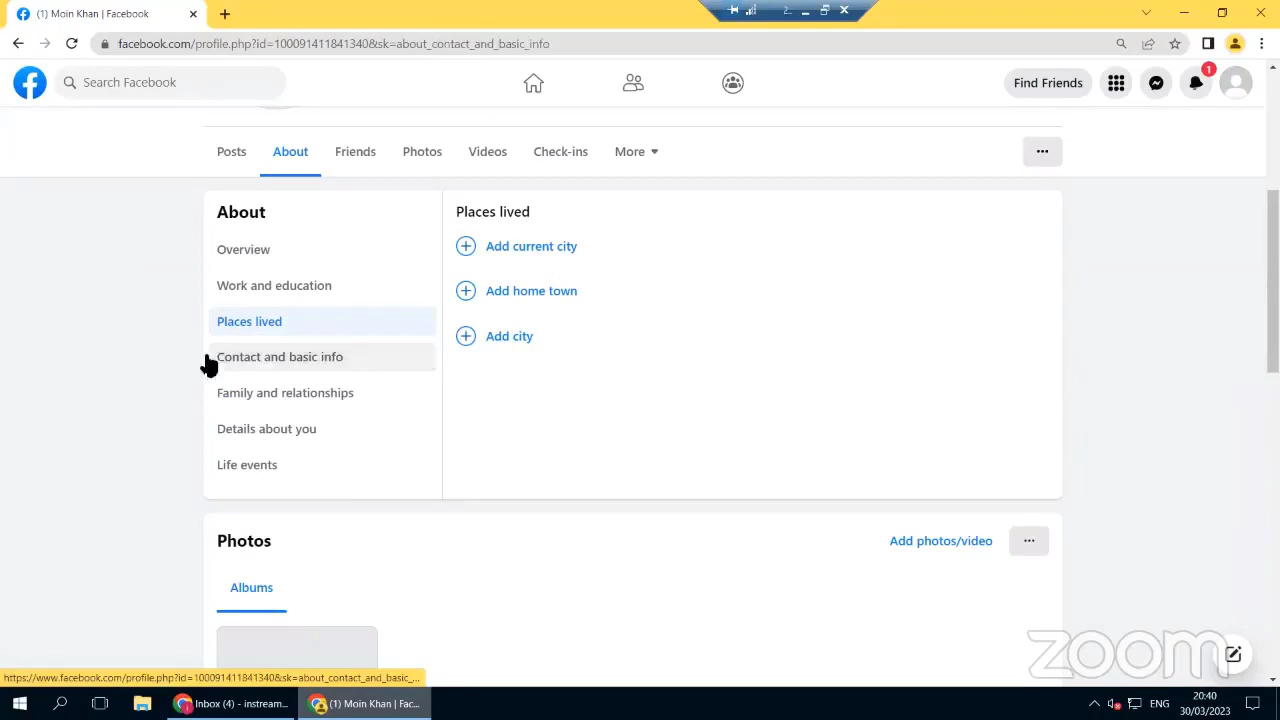 (1) Moin Khan | Facebook
2..
facebook.com/profile.php?id=100091411841340&sk=about_contact_and_basic_info
Search Facebook
Find Friends
1
Posts
About
Friends
Photos
Videos
Check-ins
More
About
Overview
Work and education
Places lived
Contact and basic info
Family and relationships
Details about you
Life events
Places lived
Add current city
Add home town
Add city
Photos
Add photos/video
Albums
zoom
https://www.facebook.com/profile.php?id=100091411841340&sk=about_contact_and_basic_...
Inbox (4) - instream...
(1) Moin Khan | Fac...
ENG
20:40
30/03/2023